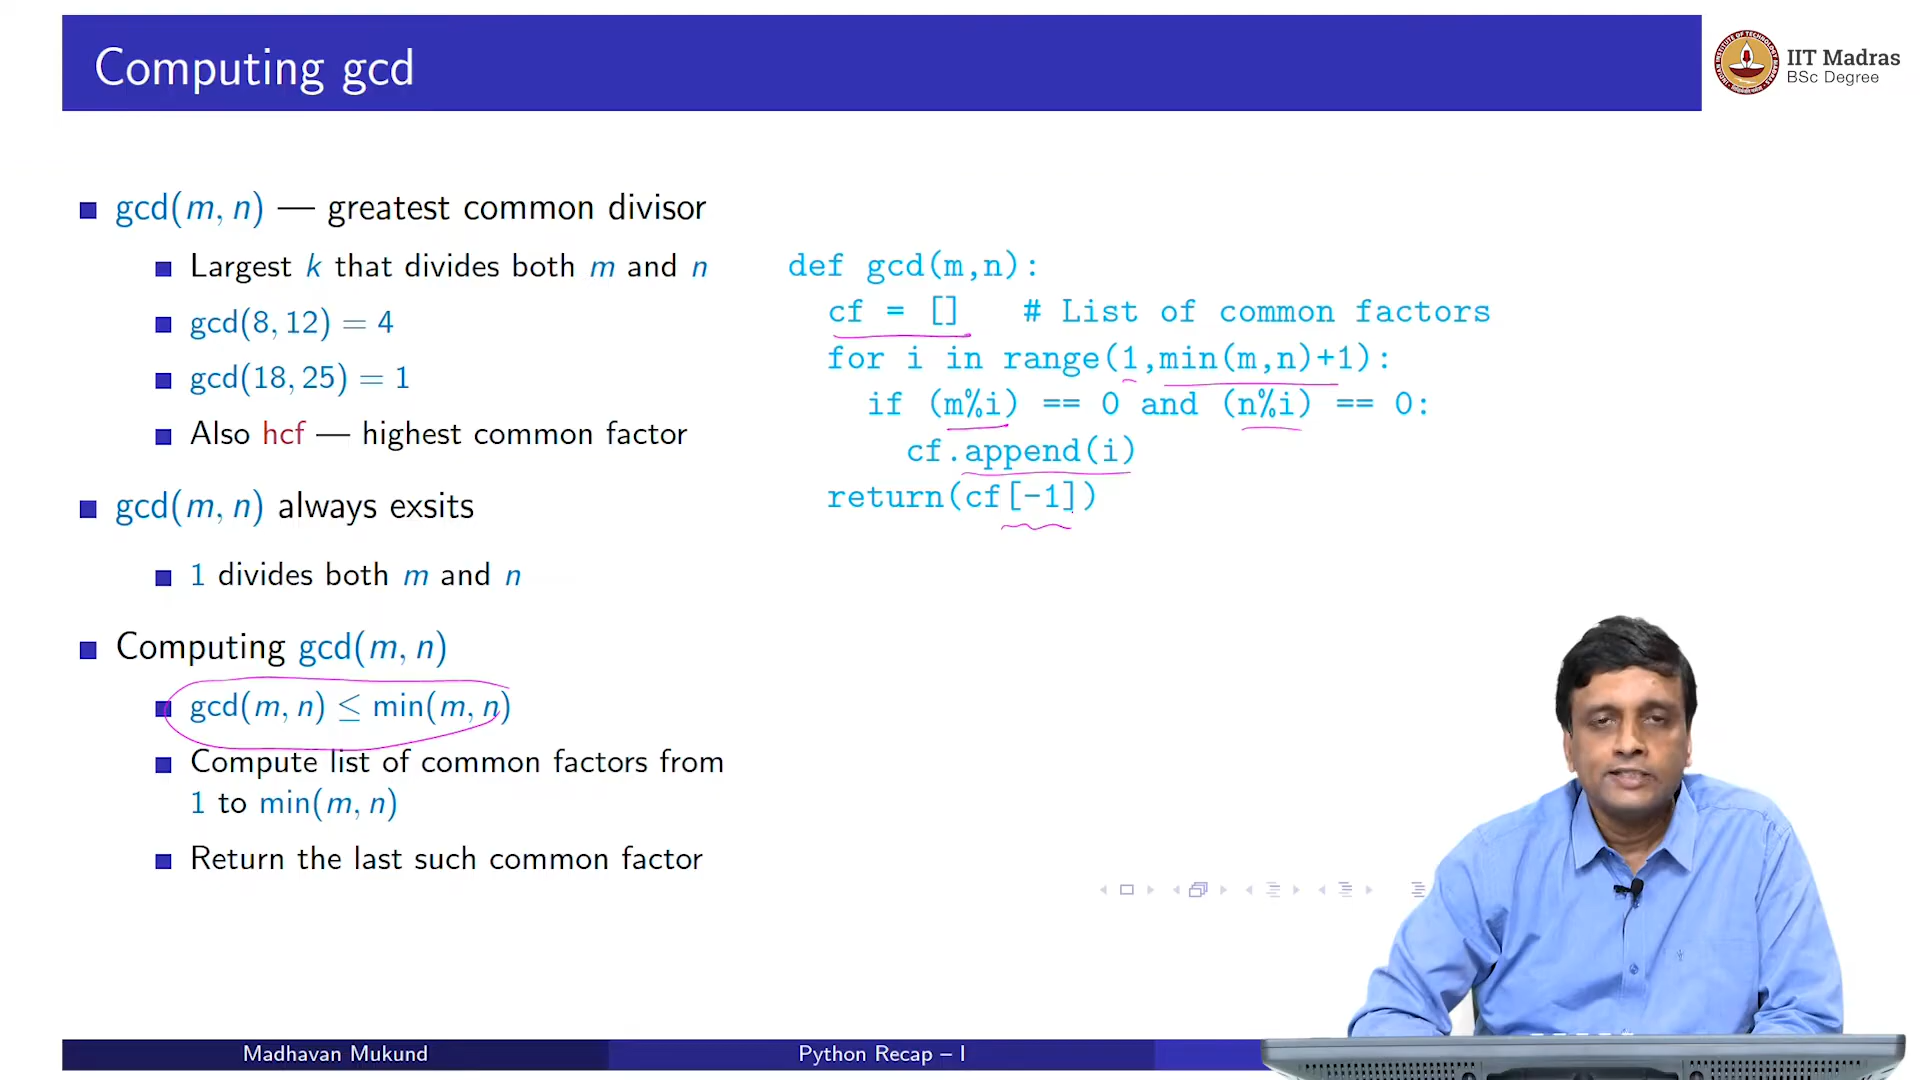 Computing gcd
IIT Madras
BSc Degree
gcd(m, n) — greatest common divisor
Largest k that divides both m and n
gcd(8, 12) = 4
gcd(18, 25) = 1
Also hcf — highest common factor
gcd(m, n) always exsits
1 divides both m and n
Computing gcd(m, n)
gcd(m, n) ≤ min(m, n)
Compute list of common factors from
1 to min(m, n)
Return the last such common factor
def gcd(m,n):
cf = [] # List of common factors
for i in range(1,min(m,n)+1):
if (m%i) == 0 and (n%i) == 0:
cf.append(i)
return(cf[-1])
Madhavan Mukund
Python Recap – I